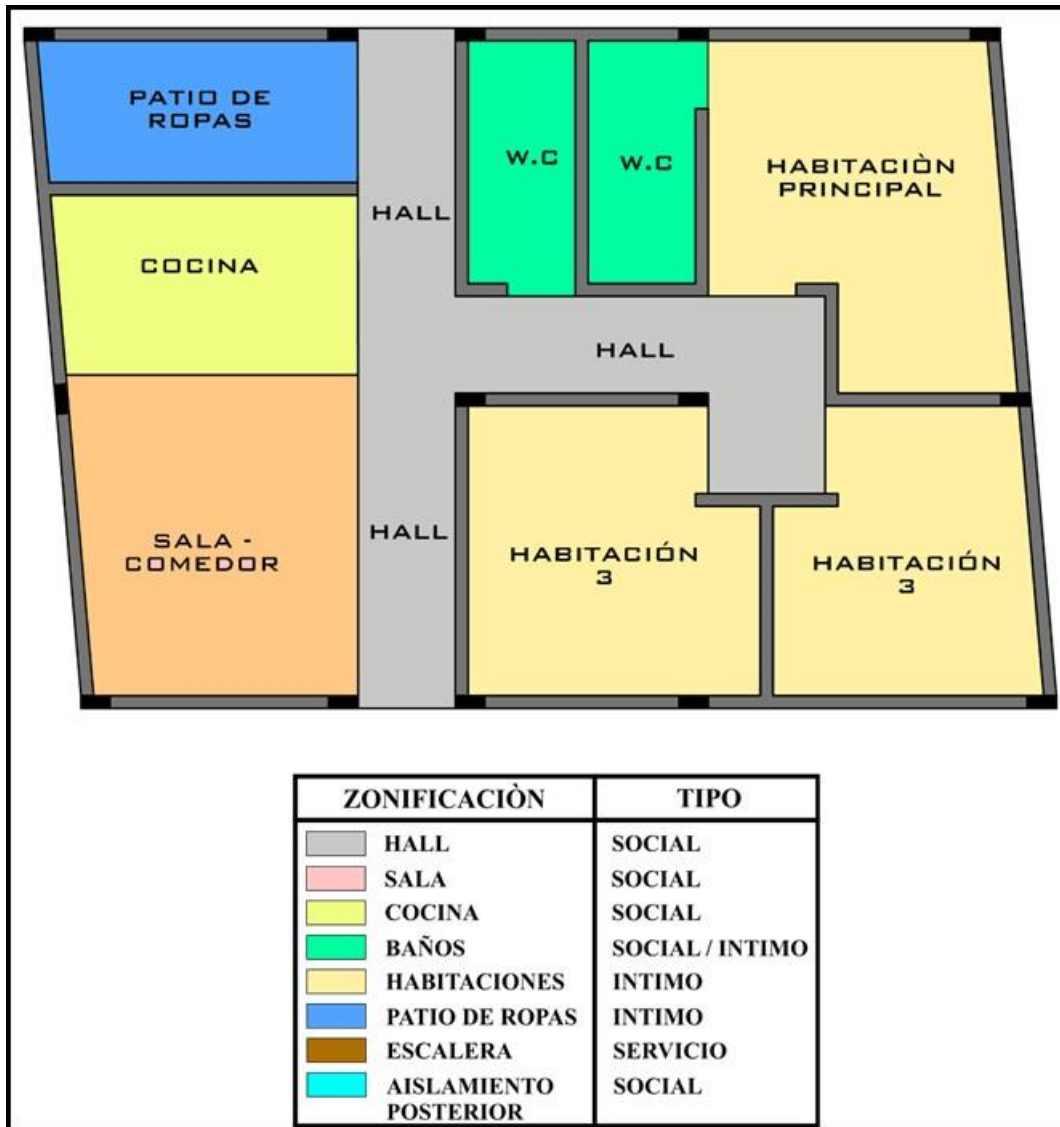 PATIO DE
ROPAS
W.C
W.C
HABITACIÒN
PRINCIPAL
HALL
COCINA
HALL
SALA -
COMEDOR
HALL
HABITACIÓN
3
HABITACIÓN
3
ZONIFICACIÒN TIPO
HALL SOCIAL
SALA SOCIAL
COCINA SOCIAL
BAÑOS SOCIAL / INTIMO
HABITACIONES INTIMO
PATIO DE ROPAS INTIMO
ESCALERA SERVICIO
AISLAMIENTO SOCIAL
POSTERIOR